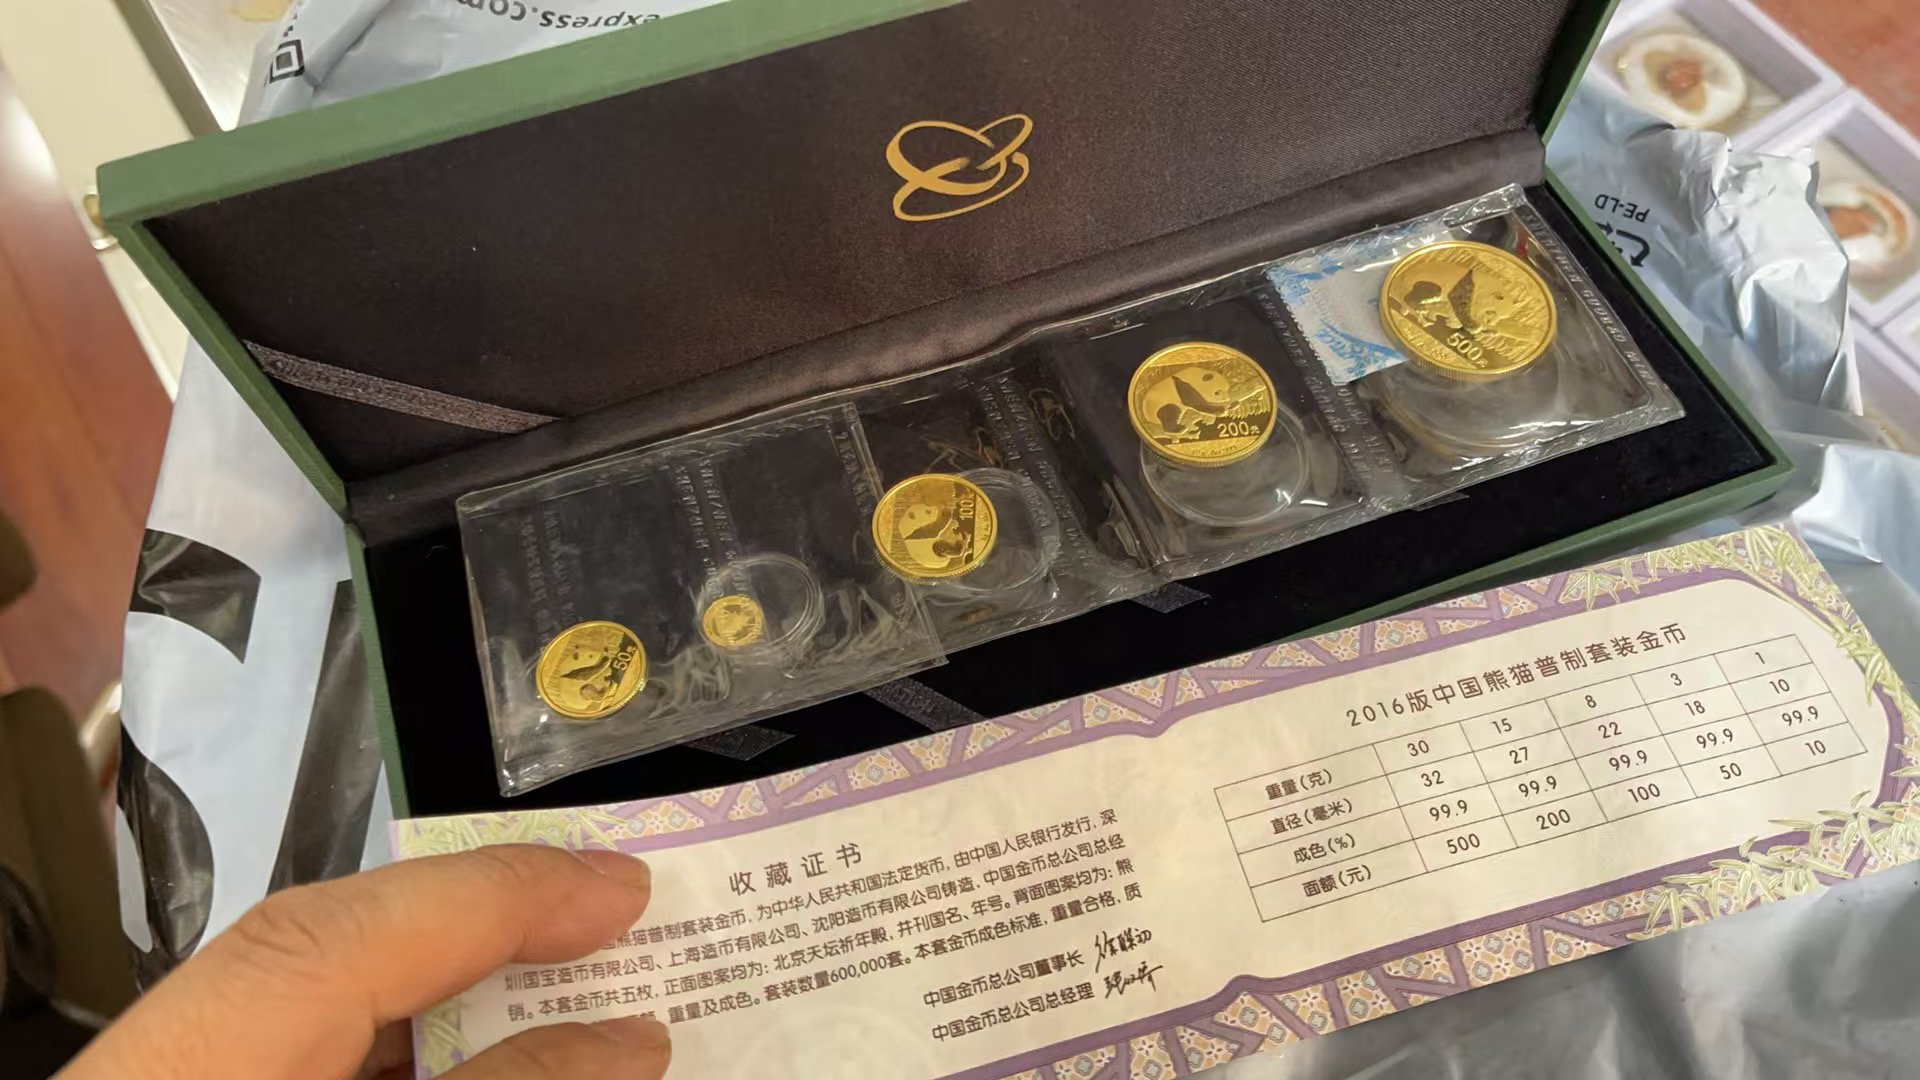 express.com
PE-LD
500元
200元
100元
50元
2016版中国熊猫普制套装金币
重量(克) 30 15 8 3 1
直径(毫米) 32 27 22 18 10
成色(%) 99.9 99.9 99.9 99.9 99.9
面额(元) 500 200 100 50 10
收藏证书
国熊猫普制套装金币，为中华人民共和国法定货币，由中国人民银行发行，深
圳国宝造币有限公司、上海造币有限公司、沈阳造币有限公司铸造，中国金币总公司总经
销。本套金币共五枚，正面图案均为：北京天坛祈年殿，并刊国名、年号。背面图案均为：熊
重量及成色。套装数量600,000套。本套金币成色标准，重量合格，质
中国金币总公司董事长
中国金币总公司总经理